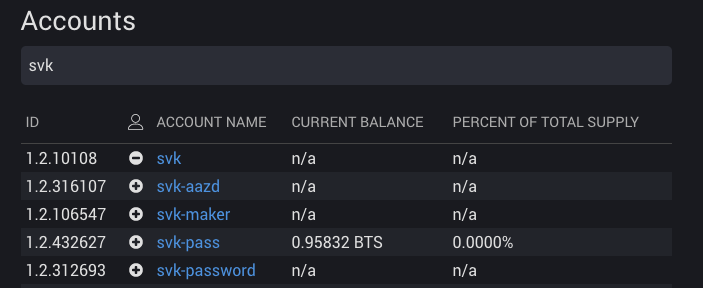 Accounts
svk
ID ACCOUNT NAME CURRENT BALANCE PERCENT OF TOTAL SUPPLY
1.2.10108 svk n/a n/a
1.2.316107 svk-aazd n/a n/a
1.2.106547 svk-maker n/a n/a
1.2.432627 svk-pass 0.95832 BTS 0.0000%
1.2.312693 svk-password n/a n/a